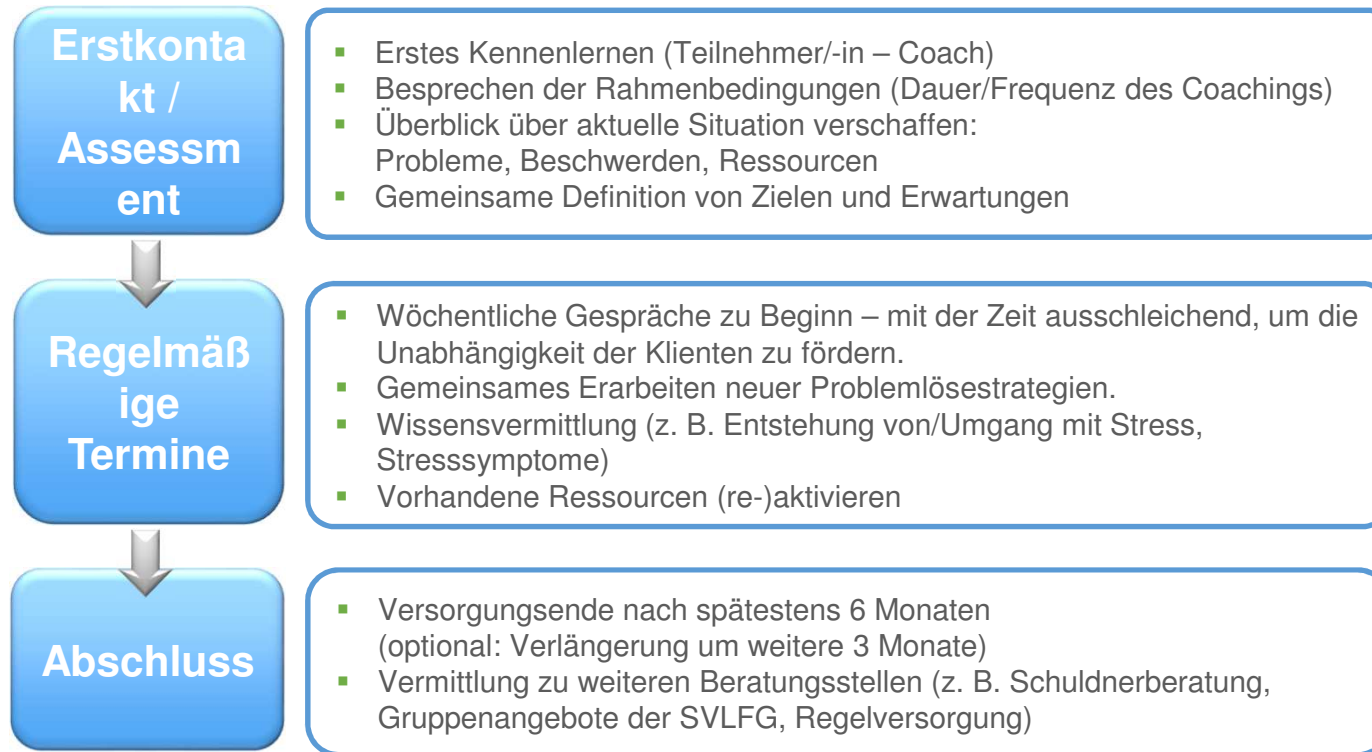 Erstkonta
kt /
Assessm
ent
▪ Erstes Kennenlernen (Teilnehmer/-in – Coach)
▪ Besprechen der Rahmenbedingungen (Dauer/Frequenz des Coachings)
▪ Überblick über aktuelle Situation verschaffen:
Probleme, Beschwerden, Ressourcen
▪ Gemeinsame Definition von Zielen und Erwartungen
Regelmäß
ige
Termine
▪ Wöchentliche Gespräche zu Beginn – mit der Zeit ausschleichend, um die
Unabhängigkeit der Klienten zu fördern.
▪ Gemeinsames Erarbeiten neuer Problemlösestrategien.
▪ Wissensvermittlung (z. B. Entstehung von/Umgang mit Stress,
Stresssymptome)
▪ Vorhandene Ressourcen (re-)aktivieren
Abschluss
▪ Versorgungsende nach spätestens 6 Monaten
(optional: Verlängerung um weitere 3 Monate)
▪ Vermittlung zu weiteren Beratungsstellen (z. B. Schuldnerberatung,
Gruppenangebote der SVLFG, Regelversorgung)